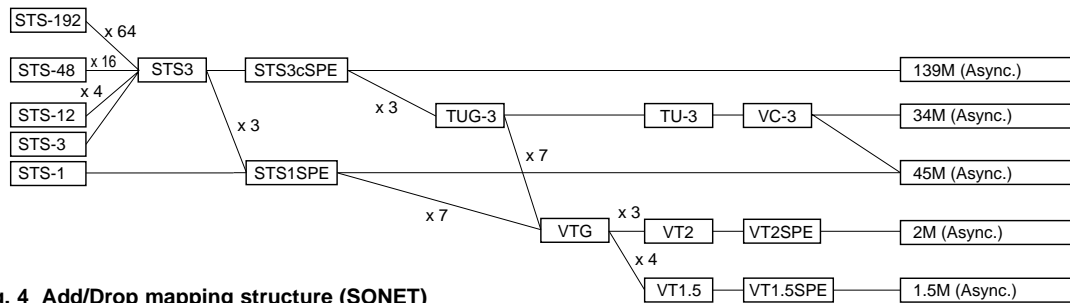 STS-192
x 64
STS-48
x 16
STS3
STS3cSPE
139M (Async.)
x 4
x 3
STS-12
TUG-3
TU-3
VC-3
34M (Async.)
x 3
STS-3
x 7
STS-1
STS1SPE
45M (Async.)
x 7
x 3
VTG
VT2
VT2SPE
2M (Async.)
x 4
VT1.5
VT1.5SPE
1.5M (Async.)
g. 4 Add/Drop mapping structure (SONET)